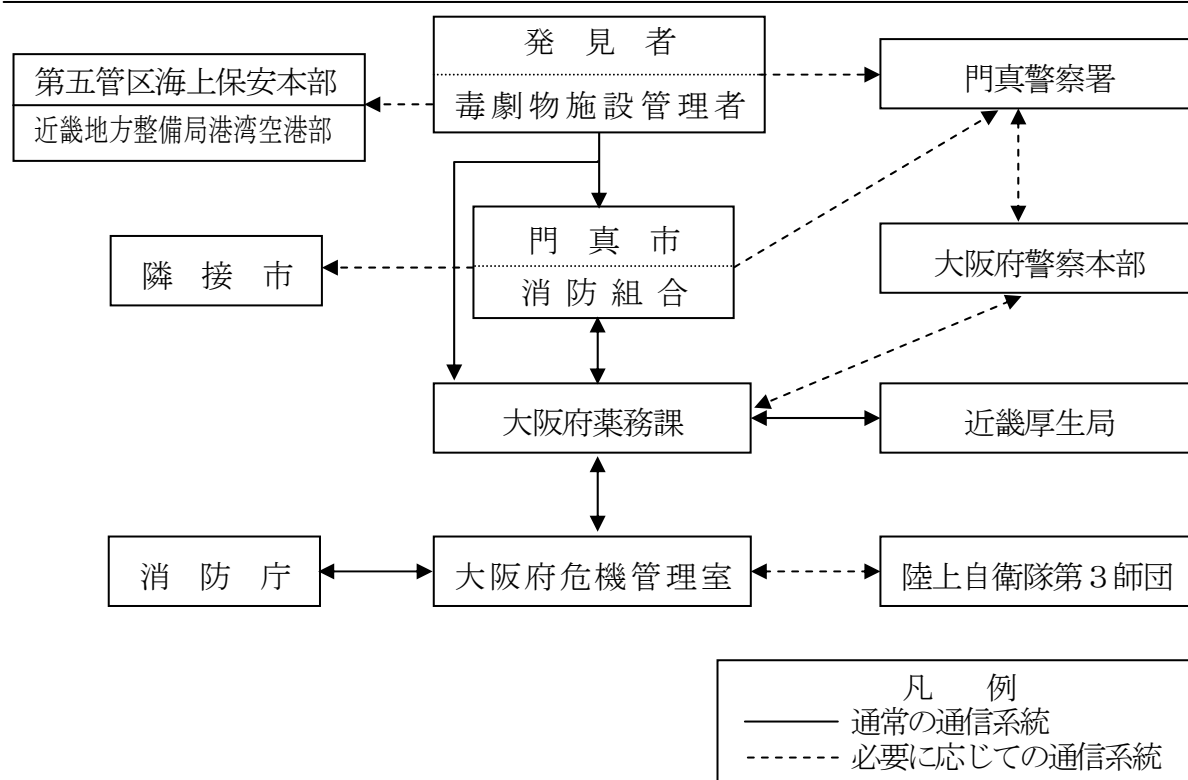 発見者
毒劇物施設管理者
第五管区海上保安本部
近畿地方整備局港湾空港部
門真警察署
門真市
消防組合
隣接市
大阪府警察本部
大阪府薬務課
近畿厚生局
消防庁
大阪府危機管理室
陸上自衛隊第3師団
凡例
通常の通信系統
必要に応じての通信系統